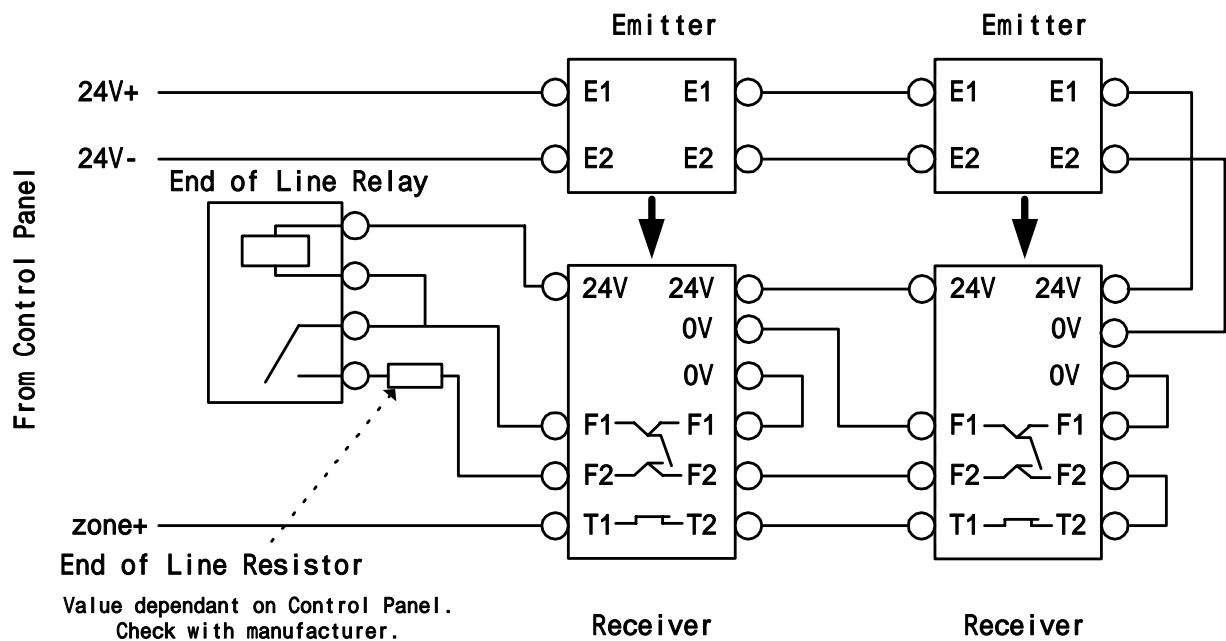 Emitter
Emitter
From Control Panel
24V+
E1 E1
E1 E1
24V-
E2 E2
E2 E2
End of Line Relay
24V 24V
24V 24V
0V
0V
0V
0V
F1 F1
F1 F1
F2 F2
F2 F2
zone+
T1 T2
T1 T2
End of Line Resistor
Value dependant on Control Panel.
Check with manufacturer.
Receiver
Receiver